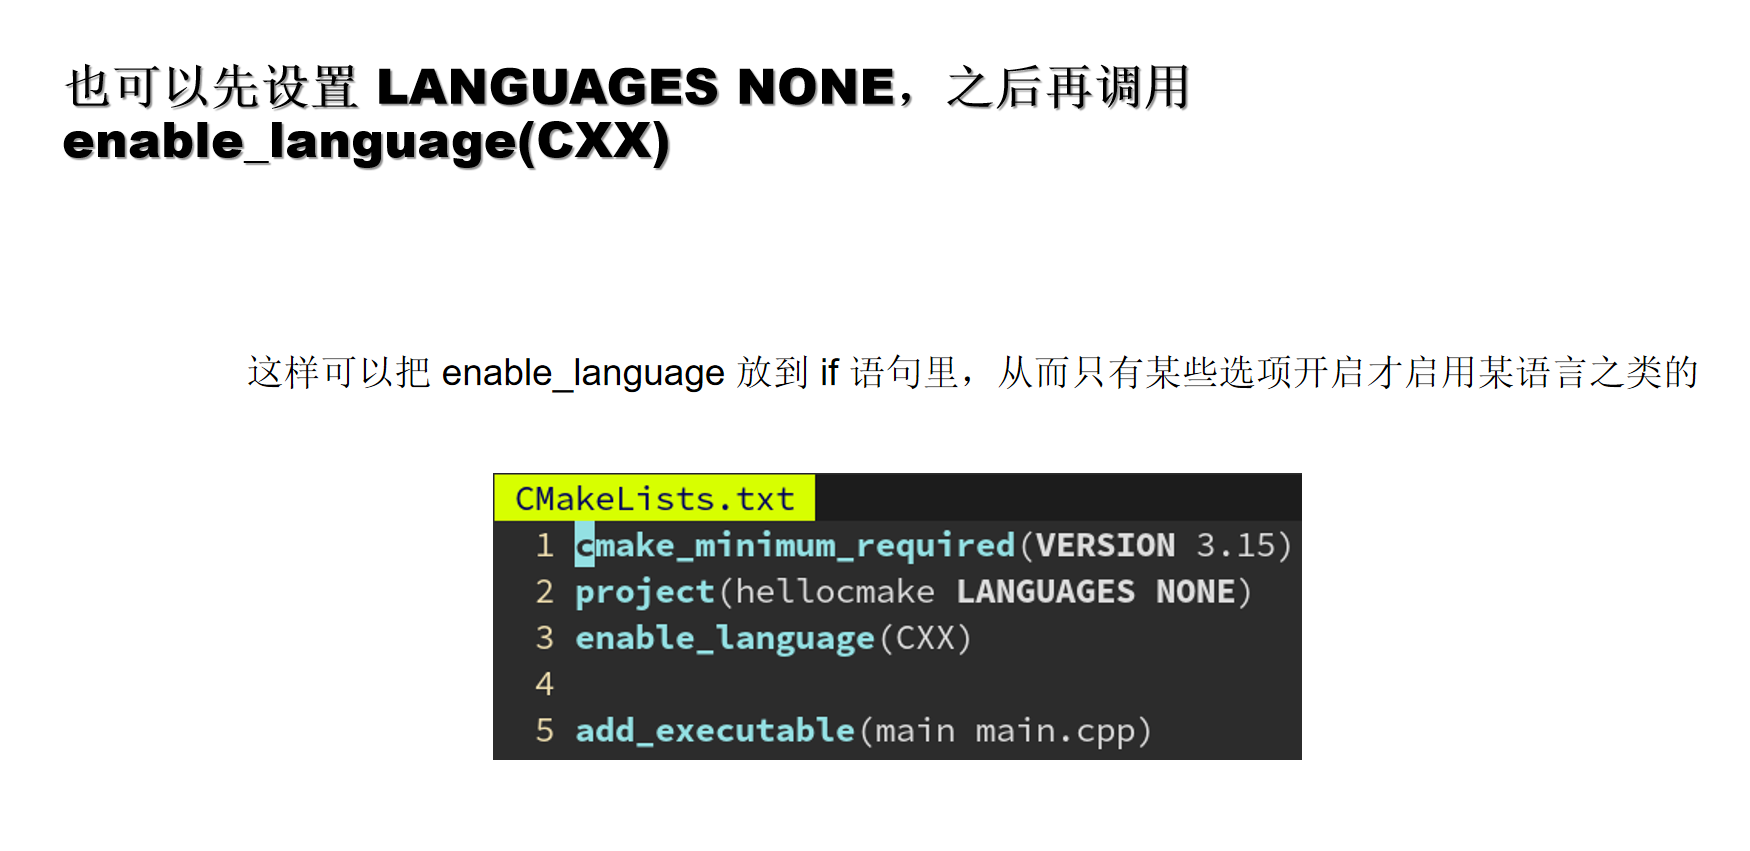 也可以先设置 LANGUAGES NONE，之后再调用
enable_language(CXX)
这样可以把 enable_language 放到 if 语句里，从而只有某些选项开启才启用某语言之类的
CMakeLists.txt
1 cmake_minimum_required(VERSION 3.15)
2 project(hellocmake LANGUAGES NONE)
3 enable_language(CXX)
4
5 add_executable(main main.cpp)